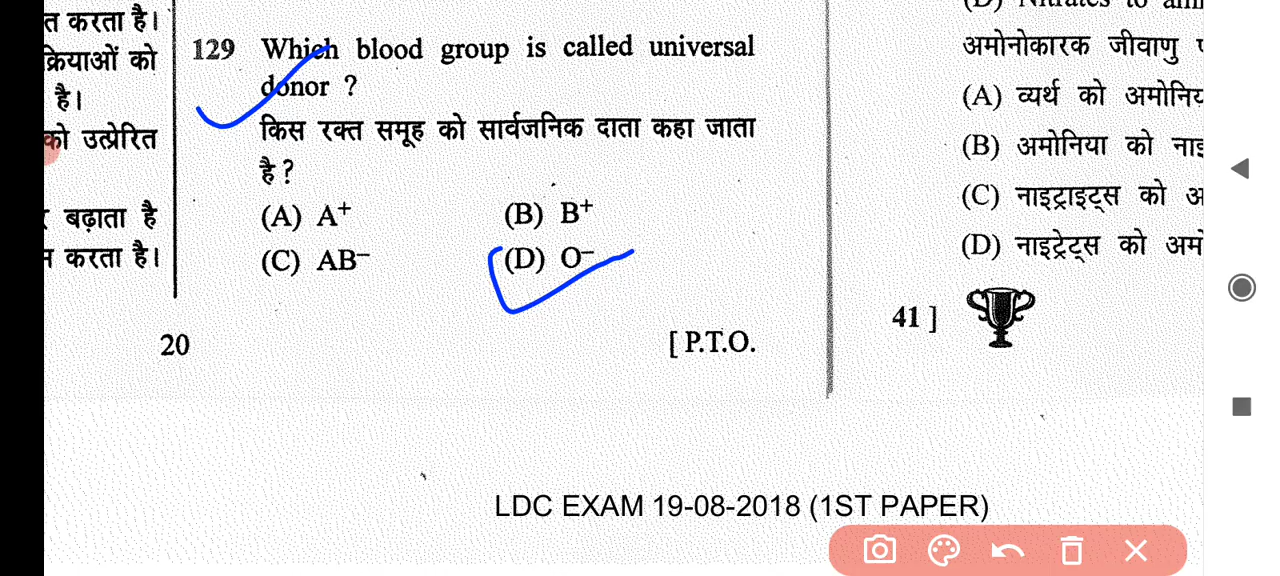 त करता है।
क्रियाओं को
है।
को उत्प्रेरित
बढ़ाता है
करता है।
20
129 Which blood group is called universal
donor ?
किस रक्त समूह को सार्वजनिक दाता कहा जाता
है ?
(A) A+ (B) B+
(C) AB− (D) O−
[ P.T.O.
अमोनोकारक जीवाणु
(A) व्यर्थ को अमोनिय
(B) अमोनिया को नाइ
(C) नाइट्राइट्स को अ
(D) नाइट्रेट्स को अमो
41 ]
LDC EXAM 19-08-2018 (1ST PAPER)